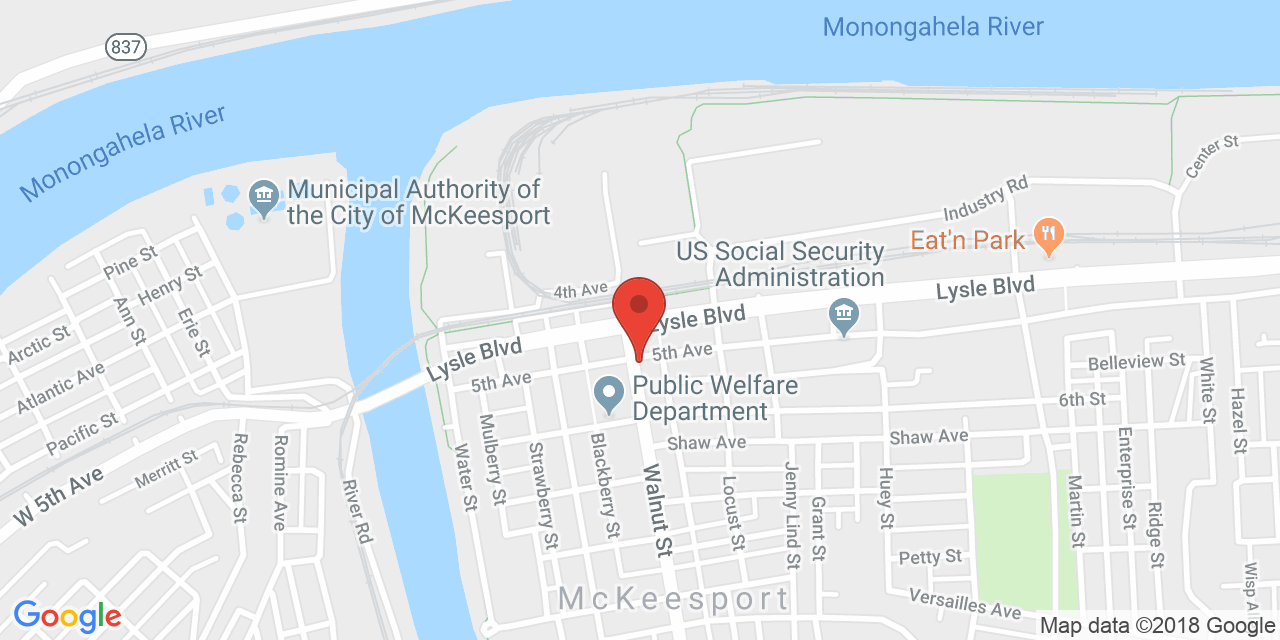 837
Monongahela River
Monongahela River
Center St
Municipal Authority of
the City of McKeesport
Industry Rd
Eat'n Park
US Social Security
Administration
Pine St
Henry St
4th Ave
Lysle Blvd
Ann St
Erie St
Lysle Blvd
Arctic St
Lysle Blvd
5th Ave
Belleview St
Atlantic Ave
5th Ave
Public Welfare
Department
White St
6th St
Hazel St
Pacific St
Mulberry St
Shaw Ave
Shaw Ave
Merritt St
Rebecca St
Romine Ave
Water St
Strawberry St
Blackberry St
Enterprise St
W 5th Ave
River Rd
Walnut St
Locust St
Jenny Lind St
Grant St
Huey St
Martin St
Ridge St
Petty St
Wisp Al
McKeesport
Versailles Ave
Google
Map data ©2018 Google